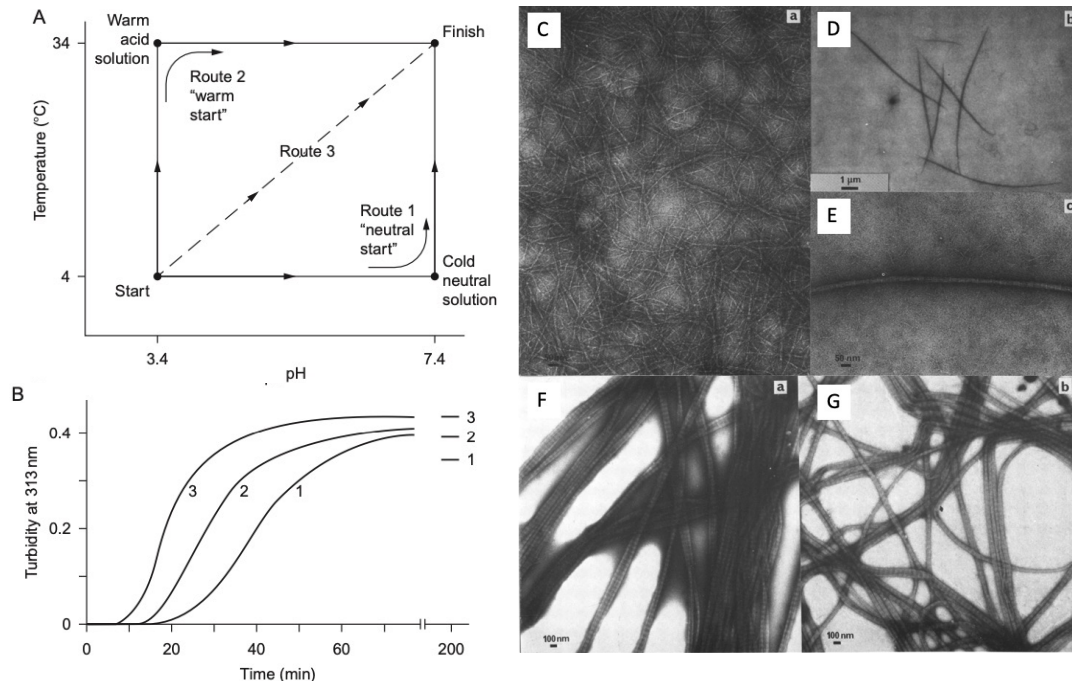 A
Warm
acid
solution
34
Finish
Route 2
"warm
start"
Route 3
Route 1
"neutral
start"
4
Start
Cold
neutral
solution
Temperature (°C)
3.4
7.4
pH
B
0.4
0.2
0
3
2
1
3
2
1
Turbidity at 313 nm
0
20
40
60
200
Time (min)
C
a
D
b
1 µm
E
c
50 nm
F
a
100 nm
G
b
100 nm